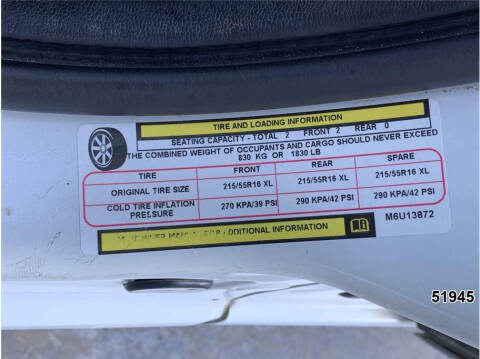 TIRE AND LOADING INFORMATION
SEATING CAPACITY - TOTAL 2 FRONT 2 REAR 0
THE COMBINED WEIGHT OF OCCUPANTS AND CARGO SHOULD NEVER EXCEED
830 KG OR 1830 LB
TIRE FRONT REAR SPARE
ORIGINAL TIRE SIZE 215/55R16 XL 215/55R16 XL 215/55R16 XL
COLD TIRE INFLATION PRESSURE 270 KPA/39 PSI 290 KPA/42 PSI 290 KPA/42 PSI
ADDITIONAL INFORMATION
M6U13872
51945